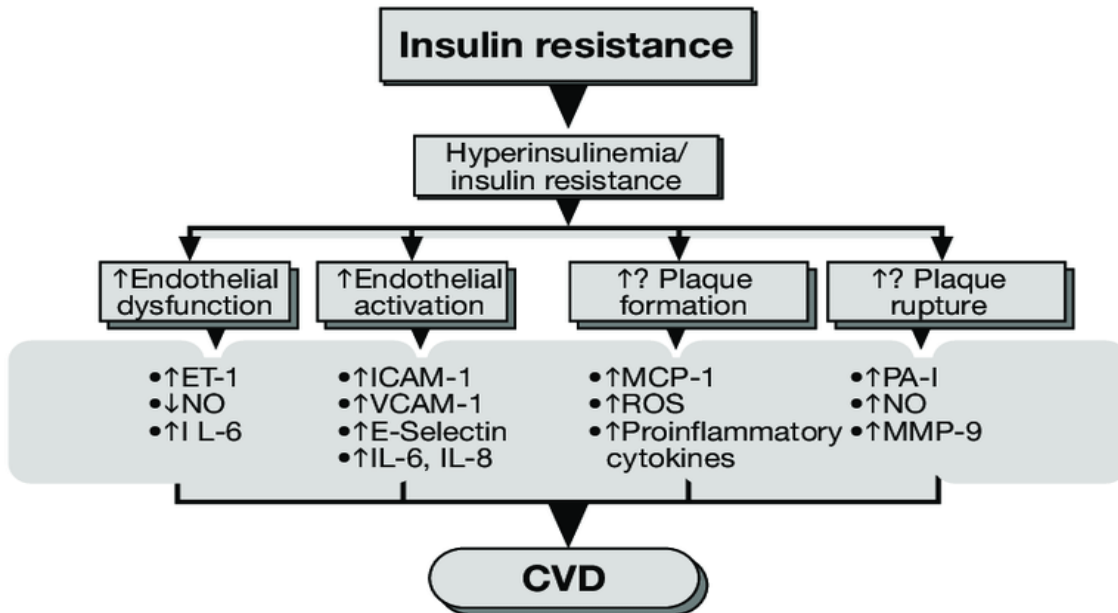 Insulin resistance
Hyperinsulinemia/
insulin resistance
↑Endothelial
dysfunction
↑Endothelial
activation
↑? Plaque
formation
↑? Plaque
rupture
•↑ET-1
•↓NO
•↑I L-6
•↑ICAM-1
•↑VCAM-1
•↑E-Selectin
•↑IL-6, IL-8
•↑MCP-1
•↑ROS
•↑Proinflammatory
cytokines
•↑PA-I
•↑NO
•↑MMP-9
CVD